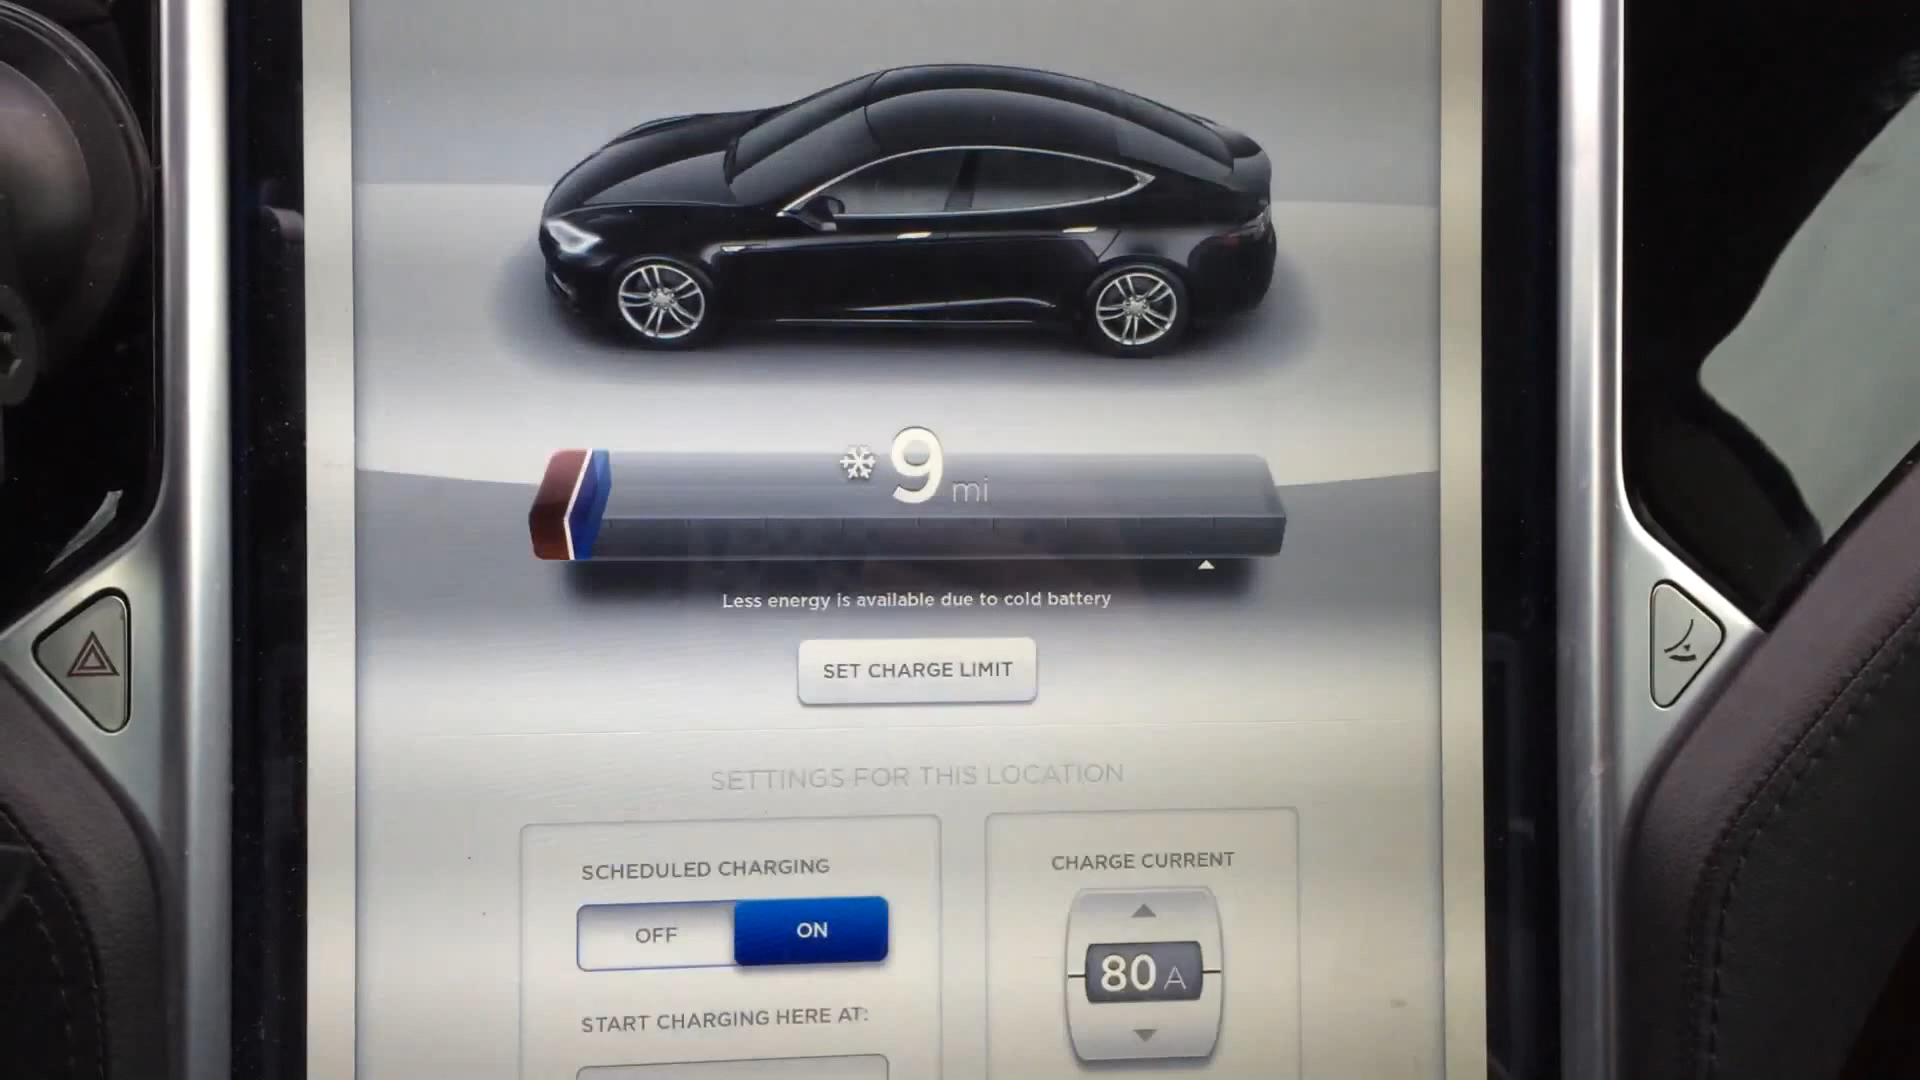 9 mi
Less energy is available due to cold battery
SET CHARGE LIMIT
SETTINGS FOR THIS LOCATION
SCHEDULED CHARGING
OFF ON
START CHARGING HERE AT:
CHARGE CURRENT
80 A